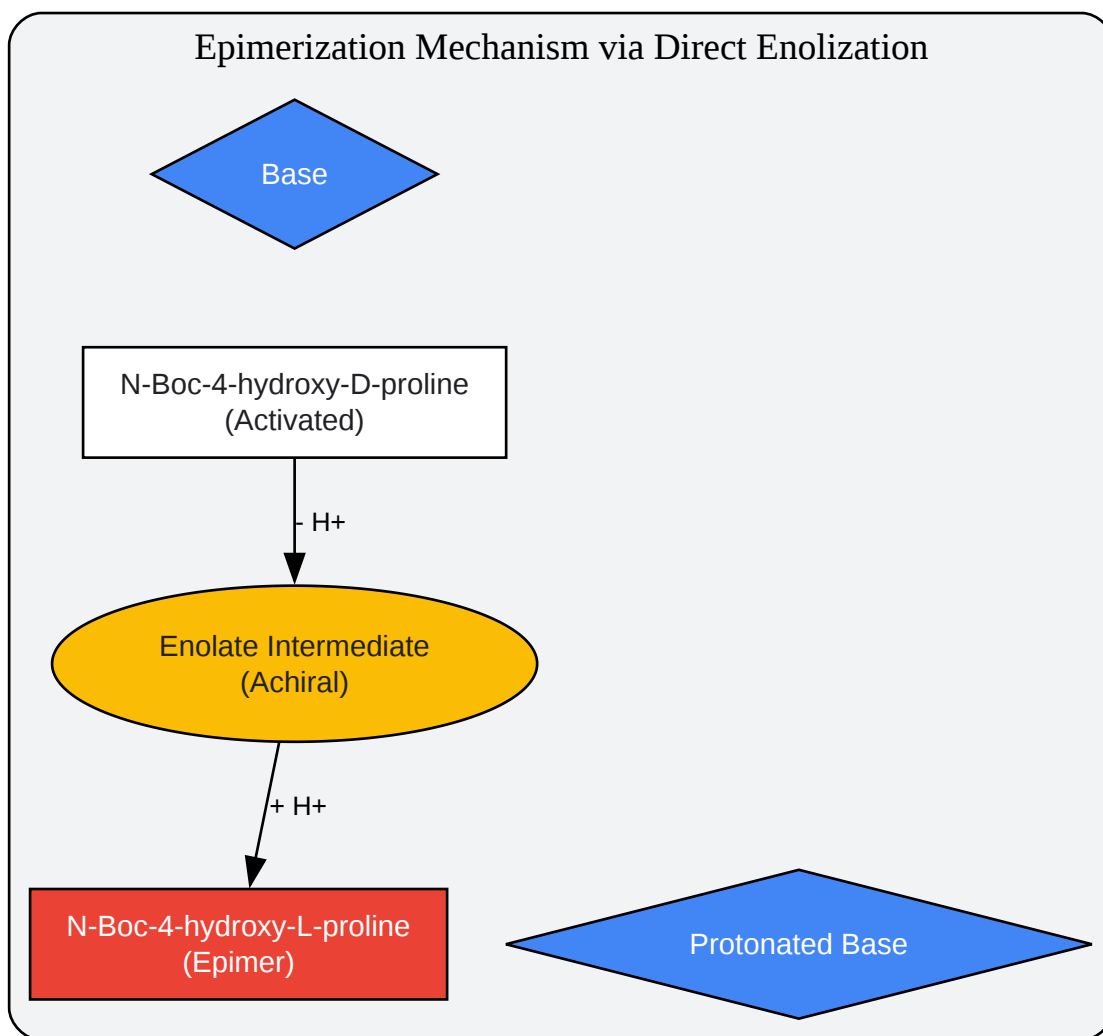 Epimerization Mechanism via Direct Enolization
Base
N-Boc-4-hydroxy-D-proline
(Activated)
- H+
Enolate Intermediate
(Achiral)
+ H+
N-Boc-4-hydroxy-L-proline
(Epimer)
Protonated Base